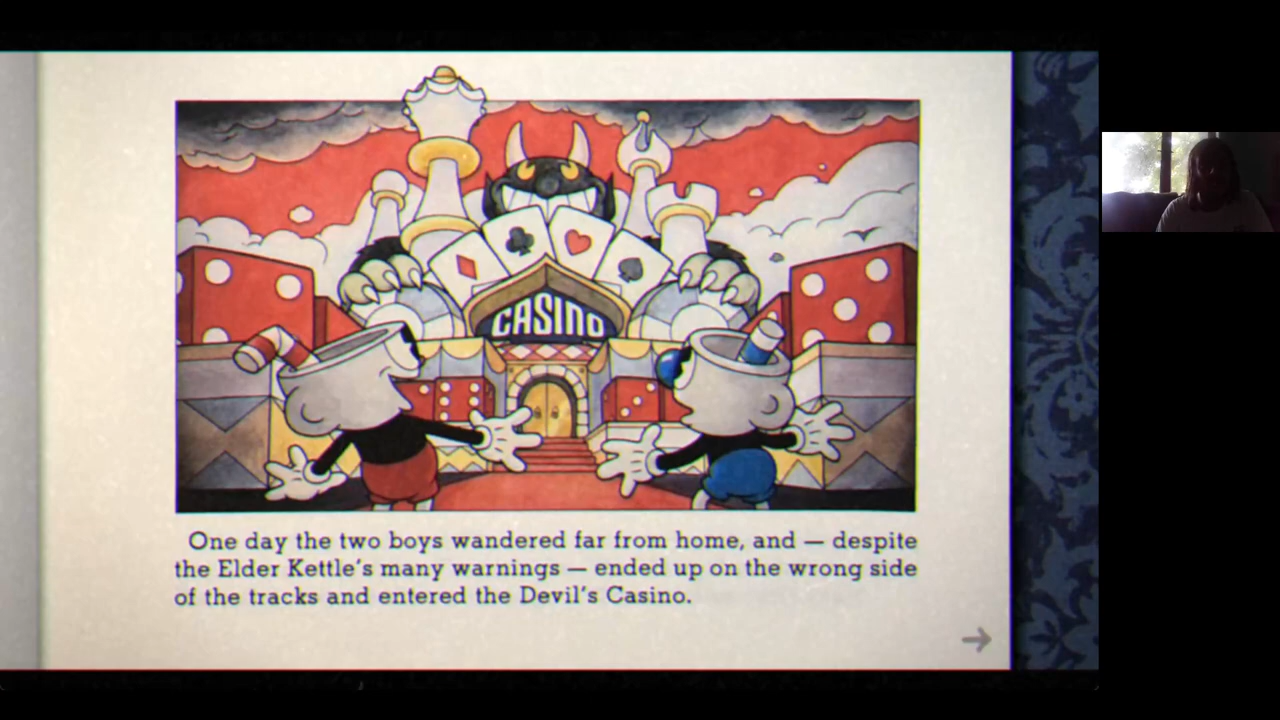 CASINO
One day the two boys wandered far from home, and — despite
the Elder Kettle's many warnings — ended up on the wrong side
of the tracks and entered the Devil's Casino.